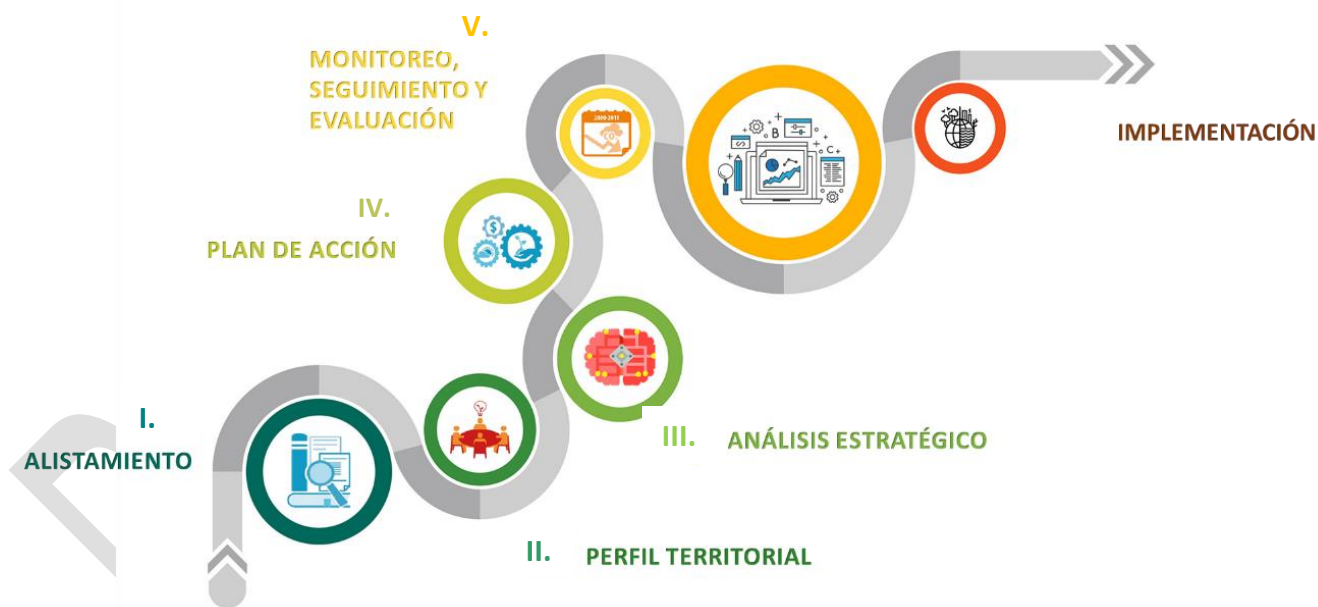 V.
MONITOREO,
SEGUIMIENTO Y
EVALUACIÓN
IMPLEMENTACIÓN
IV.
PLAN DE ACCIÓN
I.
ALISTAMIENTO
III. ANÁLISIS ESTRATÉGICO
II. PERFIL TERRITORIAL
B
C
$